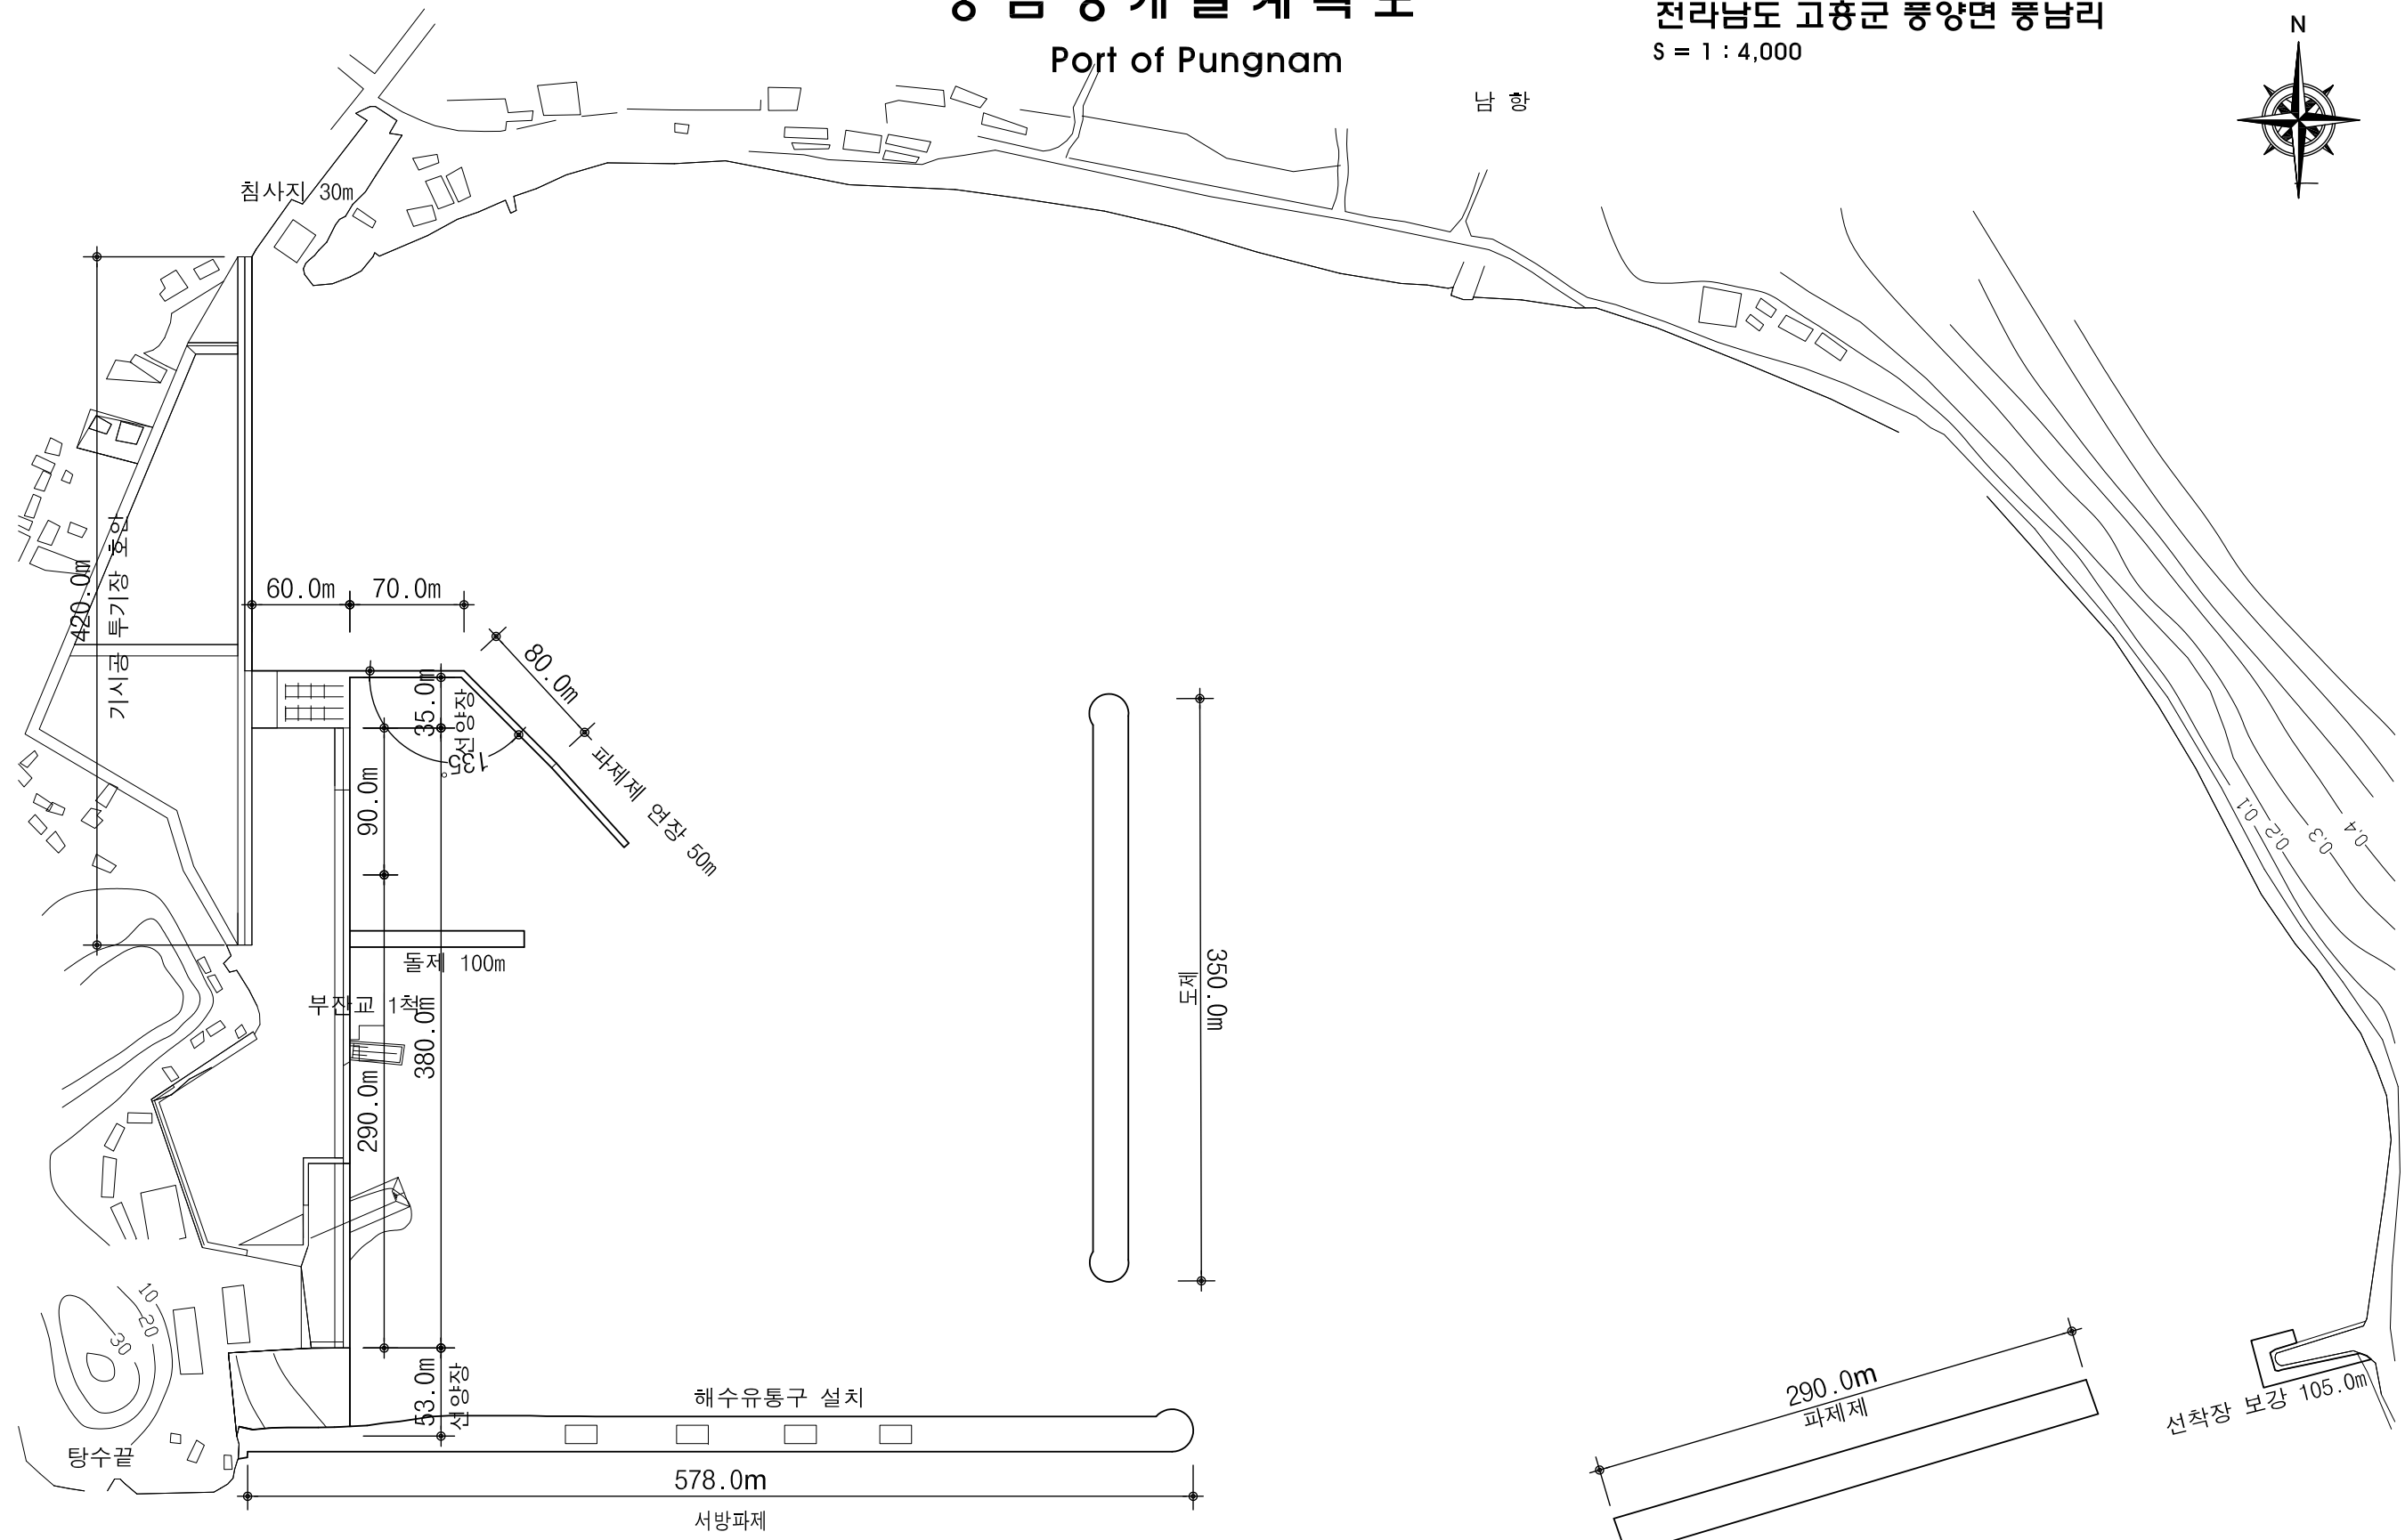 Port of Pungnam
전라남도 고흥군 풍양면 풍남리
S = 1 : 4,000
N
남 항
침사지 30m
420.0m
기시공 투기장 호안
60.0m
70.0m
80.0m
파제제 연장 50m
35.0m
선양장
135°
90.0m
돌제 100m
부잔교 1척
380.0m
290.0m
도제
350.0m
0.1
0.2
0.3
0.4
10
20
30
53.0m
선양장
해수유통구 설치
탕수끝
578.0m
서방파제
290.0m
파제제
선착장 보강 105.0m